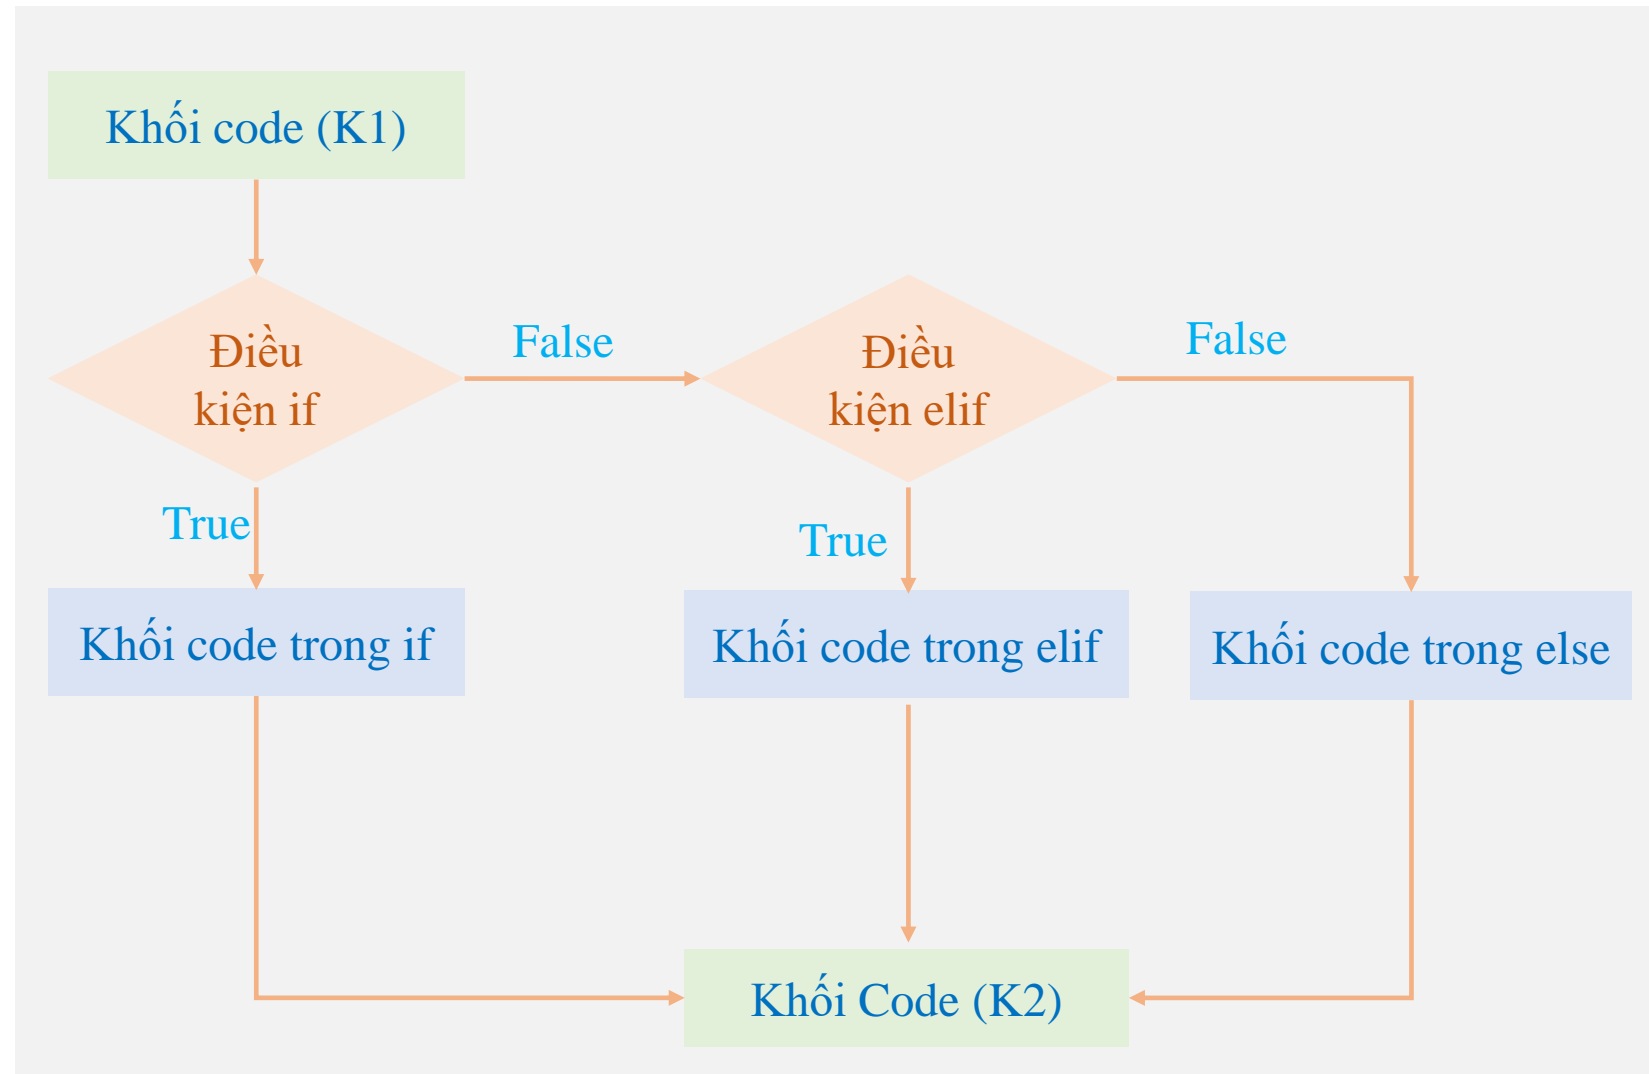 Khối code (K1)
Điều
kiện if
False
Điều
kiện elif
False
True
True
Khối code trong if
Khối code trong elif
Khối code trong else
Khối Code (K2)